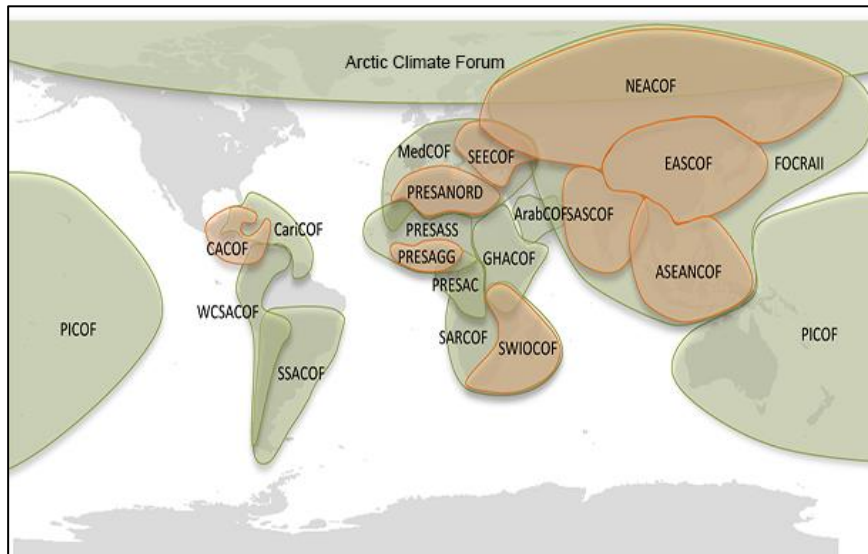 Arctic Climate Forum
NEACOF
MedCOF
SEECOF
EASCOF
FOCRAII
PRESANORD
ArabCOF
SASCOF
CariCOF
PRESASS
CACOF
PRESAGG
GHACOF
ASEANCOF
PRESAC
WCSACOF
PICOF
SARCOF
SWIOCOF
PICOF
SSACOF